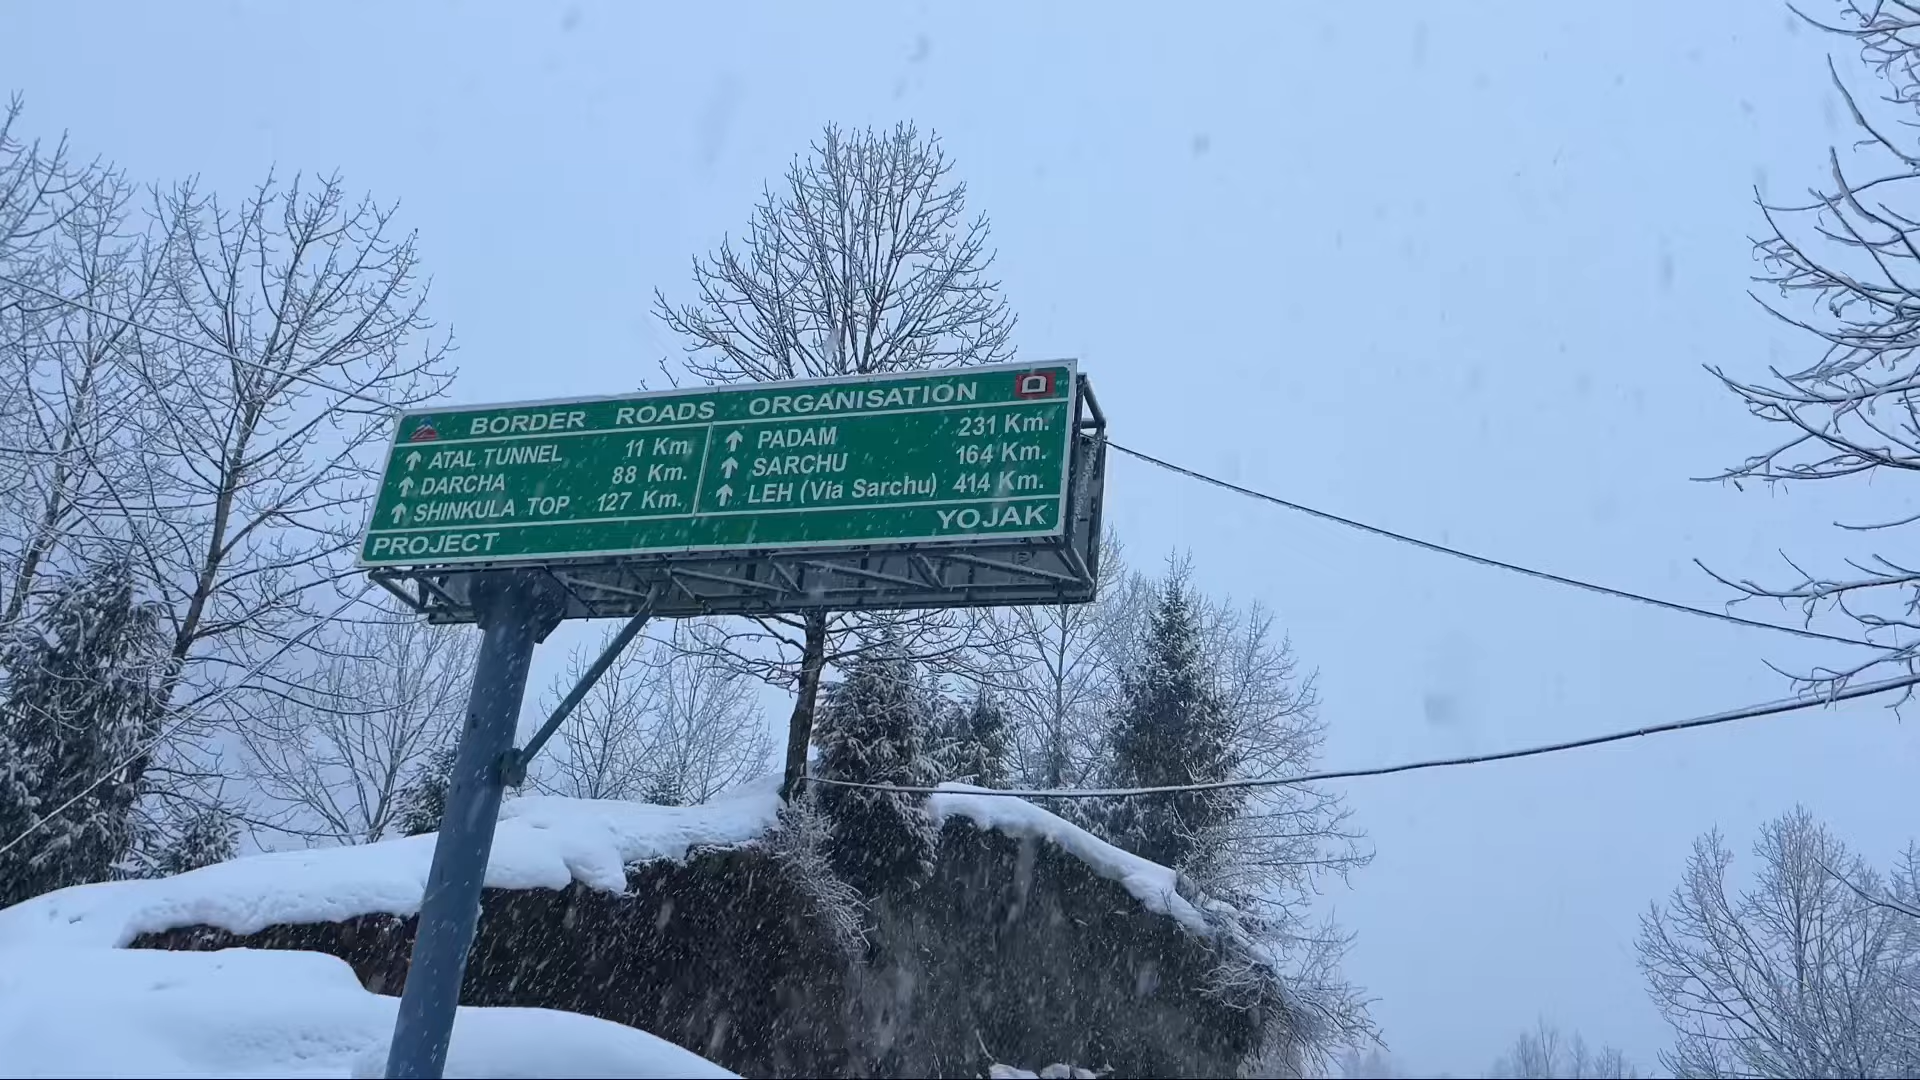 BORDER ROADS ORGANISATION
↑ ATAL TUNNEL 11 Km.
↑ DARCHA 88 Km.
↑ SHINKULA TOP 127 Km.
↑ PADAM 231 Km.
↑ SARCHU 164 Km.
↑ LEH (Via Sarchu) 414 Km.
PROJECT YOJAK